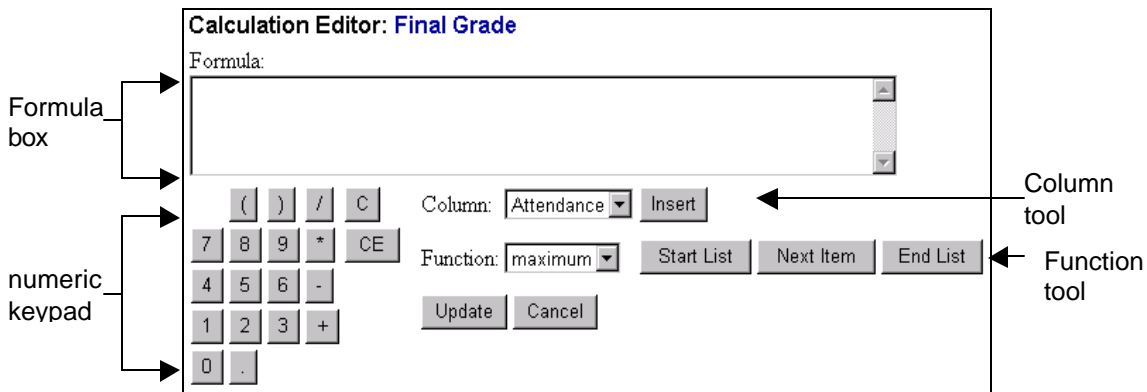 Calculation Editor: Final Grade
Formula:
Formula
box
( ) / C
Column: Attendance Insert
Column
tool
7 8 9 * CE
Function: maximum Start List Next Item End List
Function
tool
numeric
keypad
4 5 6 -
Update Cancel
1 2 3 +
0 .